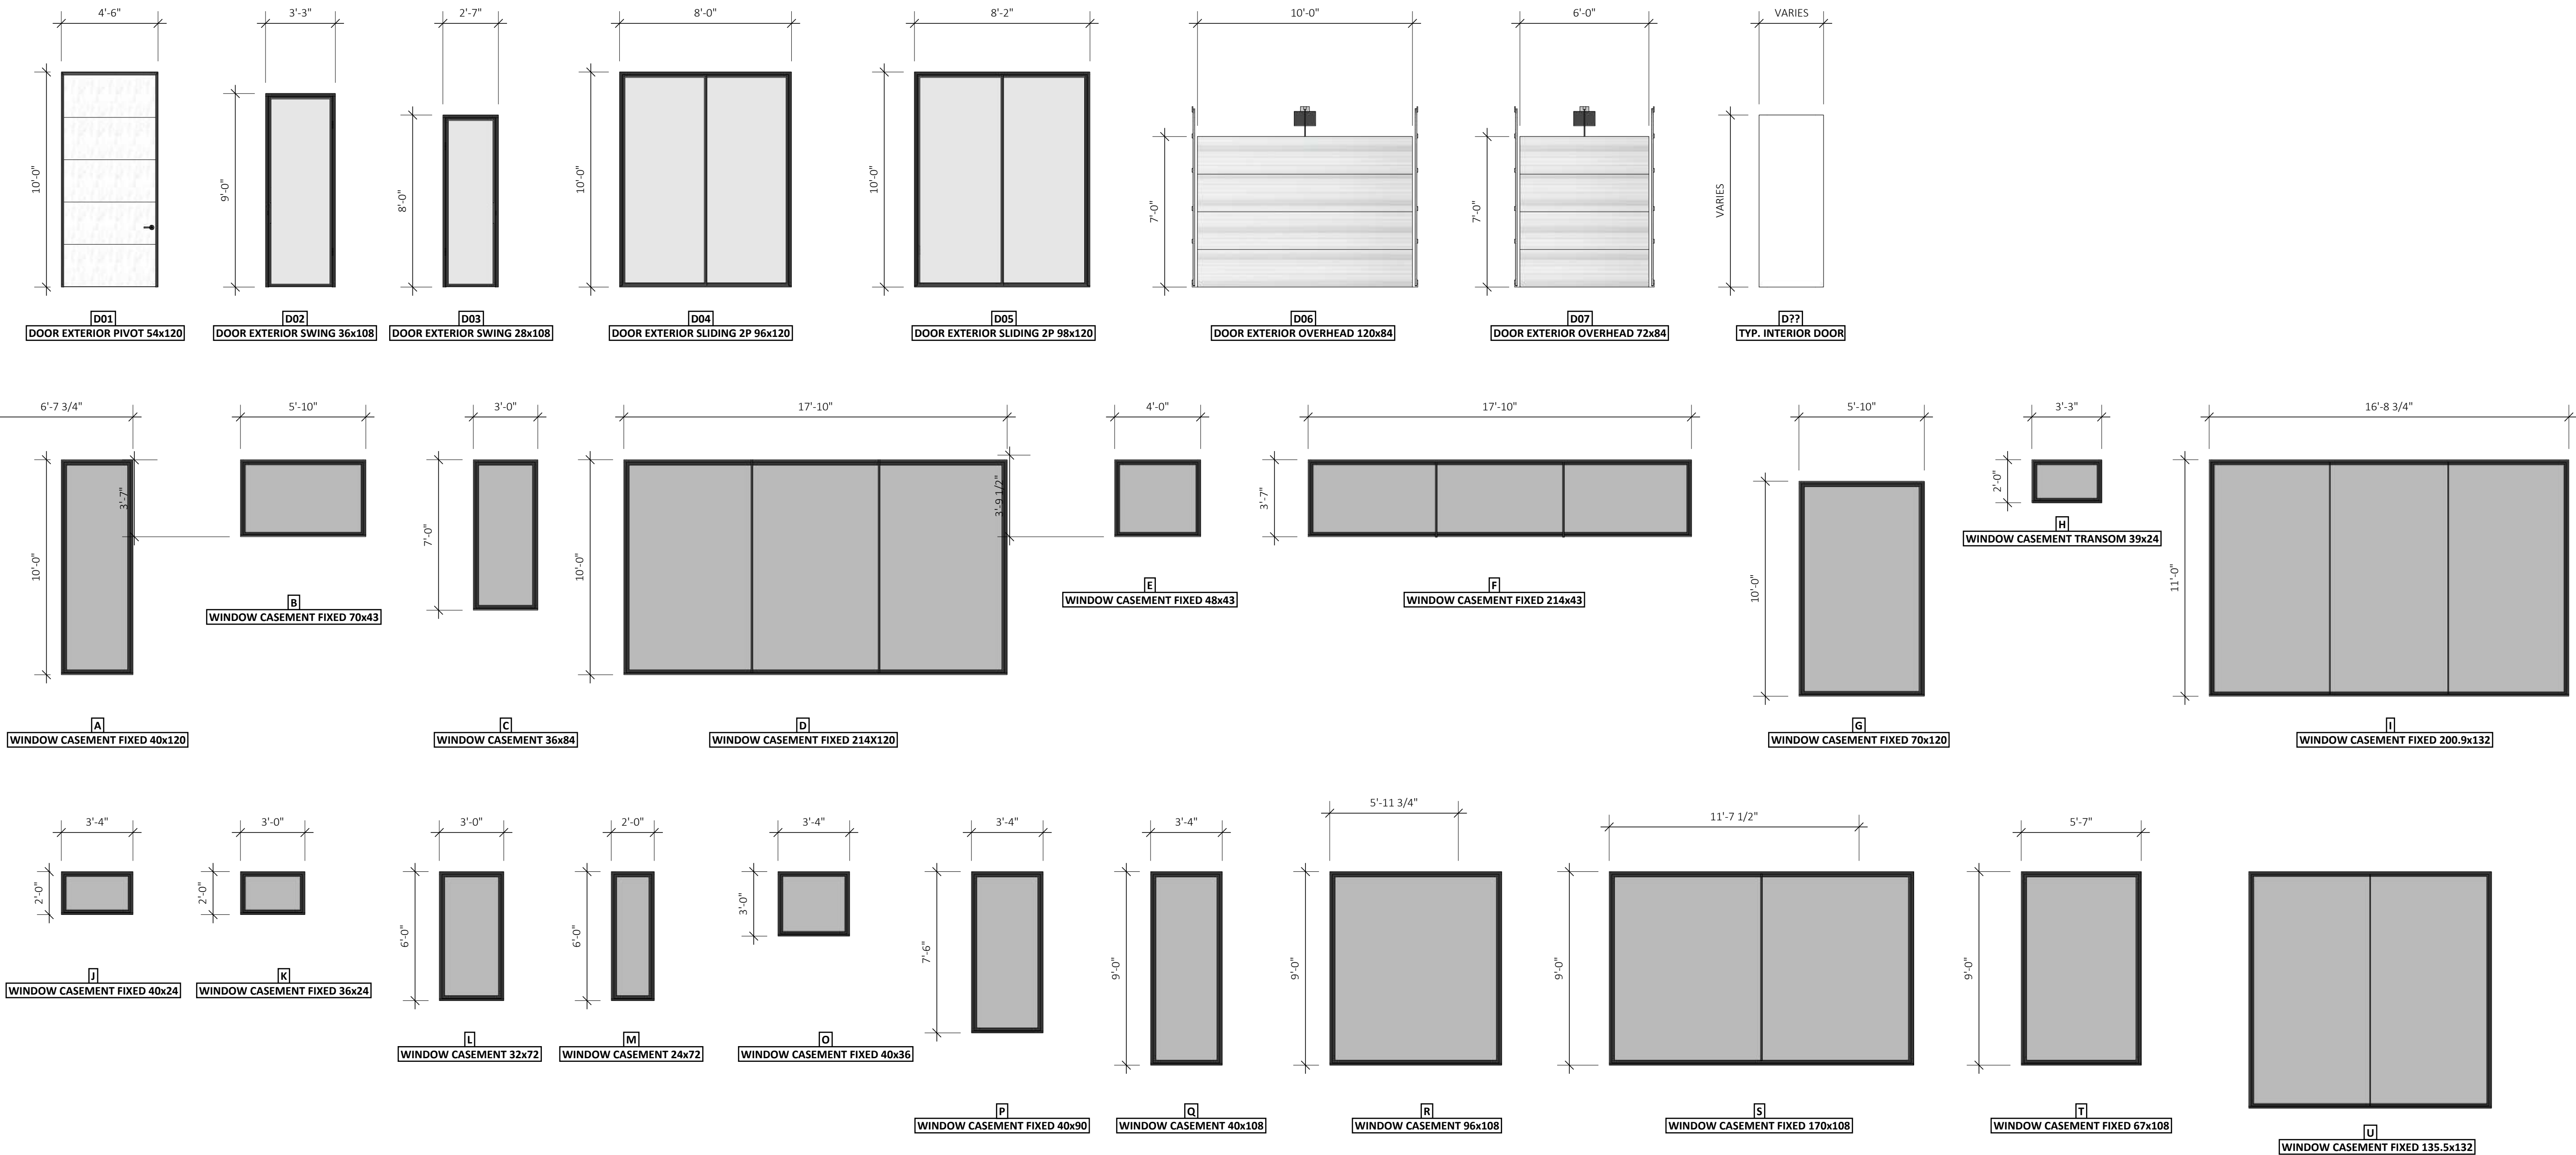 4'-6"
3'-3"
2'-7"
8'-0"
8'-2"
10'-0"
6'-0"
VARIES
10'-0"
9'-0"
8'-0"
10'-0"
10'-0"
7'-0"
7'-0"
VARIES
D01
DOOR EXTERIOR PIVOT 54x120
D02
DOOR EXTERIOR SWING 36x108
D03
DOOR EXTERIOR SWING 28x108
D04
DOOR EXTERIOR SLIDING 2P 96x120
D05
DOOR EXTERIOR SLIDING 2P 98x120
D06
DOOR EXTERIOR OVERHEAD 120x84
D07
DOOR EXTERIOR OVERHEAD 72x84
D??
TYP. INTERIOR DOOR
6'-7 3/4"
5'-10"
3'-0"
17'-10"
4'-0"
17'-10"
5'-10"
3'-3"
16'-8 3/4"
10'-0"
3'-7"
7'-0"
10'-0"
3'-9 1/2"
3'-7"
10'-0"
2'-0"
11'-0"
A
WINDOW CASEMENT FIXED 40x120
B
WINDOW CASEMENT FIXED 70x43
C
WINDOW CASEMENT 36x84
D
WINDOW CASEMENT FIXED 214X120
E
WINDOW CASEMENT FIXED 48x43
F
WINDOW CASEMENT FIXED 214x43
G
WINDOW CASEMENT FIXED 70x120
H
WINDOW CASEMENT TRANSOM 39x24
I
WINDOW CASEMENT FIXED 200.9x132
3'-4"
3'-0"
3'-0"
2'-0"
3'-4"
3'-4"
3'-4"
5'-11 3/4"
11'-7 1/2"
5'-7"
2'-0"
2'-0"
6'-0"
6'-0"
3'-0"
7'-6"
9'-0"
9'-0"
9'-0"
9'-0"
J
WINDOW CASEMENT FIXED 40x24
K
WINDOW CASEMENT FIXED 36x24
L
WINDOW CASEMENT 32x72
M
WINDOW CASEMENT 24x72
O
WINDOW CASEMENT FIXED 40x36
P
WINDOW CASEMENT FIXED 40x90
Q
WINDOW CASEMENT 40x108
R
WINDOW CASEMENT 96x108
S
WINDOW CASEMENT FIXED 170x108
T
WINDOW CASEMENT FIXED 67x108
U
WINDOW CASEMENT FIXED 135.5x132